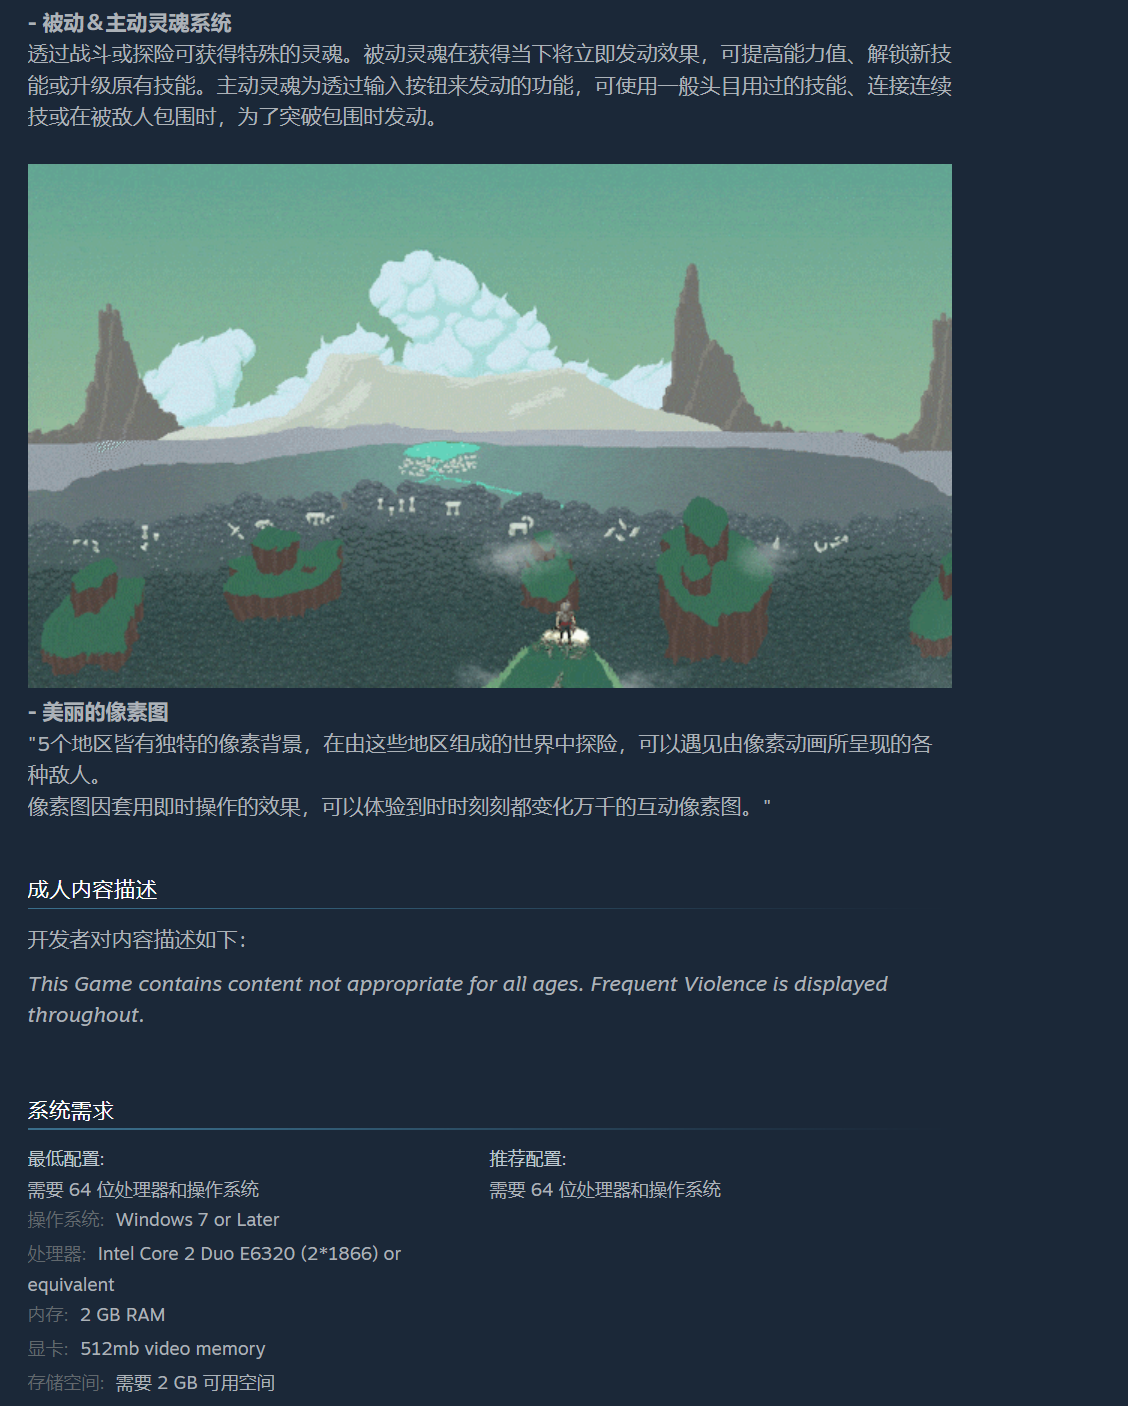 - 被动＆主动灵魂系统
透过战斗或探险可获得特殊的灵魂。被动灵魂在获得当下将立即发动效果，可提高能力值、解锁新技
能或升级原有技能。主动灵魂为透过输入按钮来发动的功能，可使用一般头目用过的技能、连接连续
技或在被敌人包围时，为了突破包围时发动。
- 美丽的像素图
"5个地区皆有独特的像素背景，在由这些地区组成的世界中探险，可以遇见由像素动画所呈现的各
种敌人。
像素图因套用即时操作的效果，可以体验到时时刻刻都变化万千的互动像素图。"
成人内容描述
开发者对内容描述如下：
This Game contains content not appropriate for all ages. Frequent Violence is displayed
throughout.
系统需求
最低配置:
需要 64 位处理器和操作系统
操作系统: Windows 7 or Later
处理器: Intel Core 2 Duo E6320 (2*1866) or
equivalent
内存: 2 GB RAM
显卡: 512mb video memory
存储空间: 需要 2 GB 可用空间
推荐配置:
需要 64 位处理器和操作系统